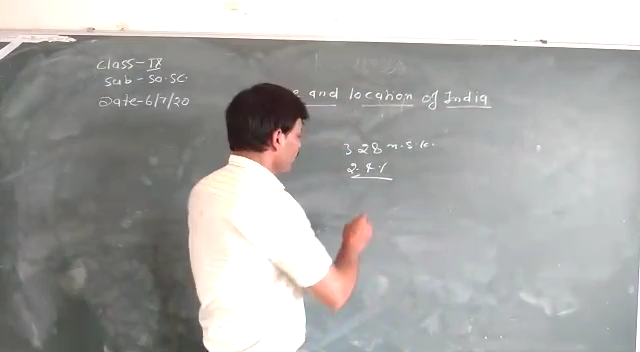 Class-IX
Sub-So.Sc.
Date-6/7/20
and location of India
3.28 m.s.k.
2.4%